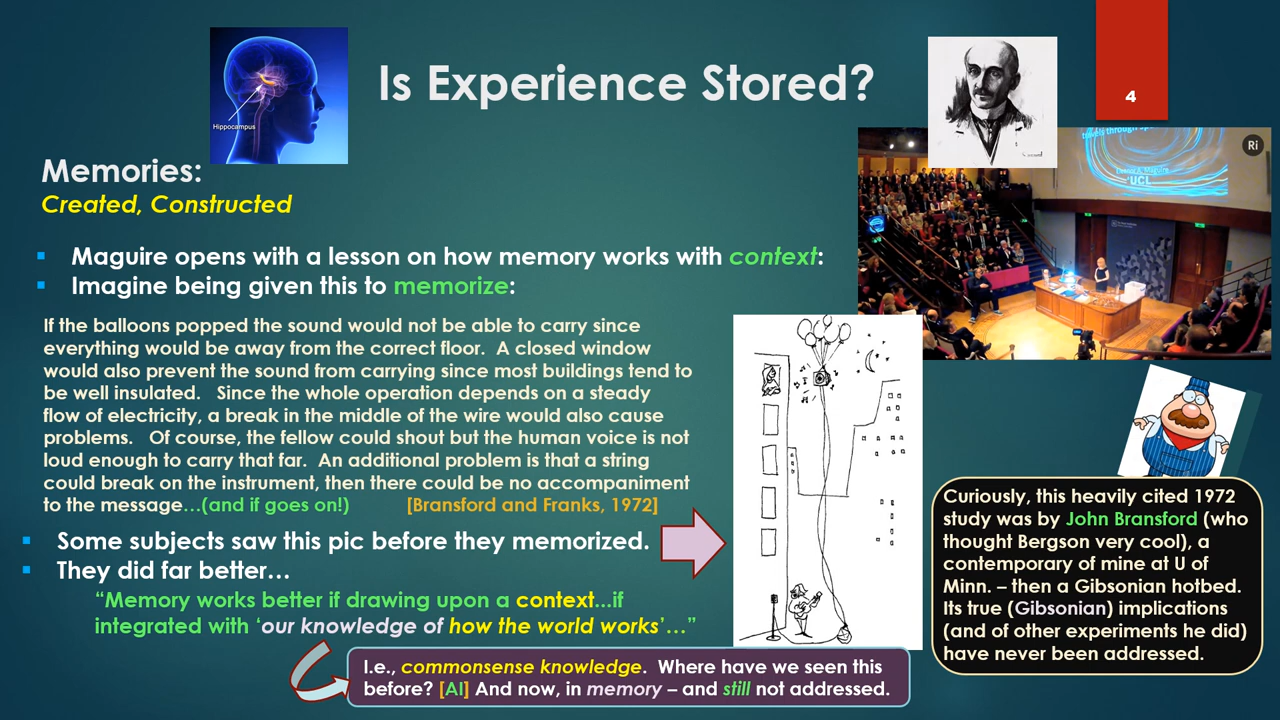 Is Experience Stored?
4
Hippocampus
Memories:
Created, Constructed
Ri
UCL
▪ Maguire opens with a lesson on how memory works with context:
▪ Imagine being given this to memorize:
If the balloons popped the sound would not be able to carry since
everything would be away from the correct floor. A closed window
would also prevent the sound from carrying since most buildings tend to
be well insulated. Since the whole operation depends on a steady
flow of electricity, a break in the middle of the wire would also cause
problems. Of course, the fellow could shout but the human voice is not
loud enough to carry that far. An additional problem is that a string
could break on the instrument, then there could be no accompaniment
to the message…(and if goes on!) [Bransford and Franks, 1972]
▪ Some subjects saw this pic before they memorized.
▪ They did far better…
“Memory works better if drawing upon a context...if
integrated with ‘our knowledge of how the world works’…”
I.e., commonsense knowledge. Where have we seen this
before? [AI] And now, in memory – and still not addressed.
Curiously, this heavily cited 1972
study was by John Bransford (who
thought Bergson very cool), a
contemporary of mine at U of
Minn. – then a Gibsonian hotbed.
Its true (Gibsonian) implications
(and of other experiments he did)
have never been addressed.